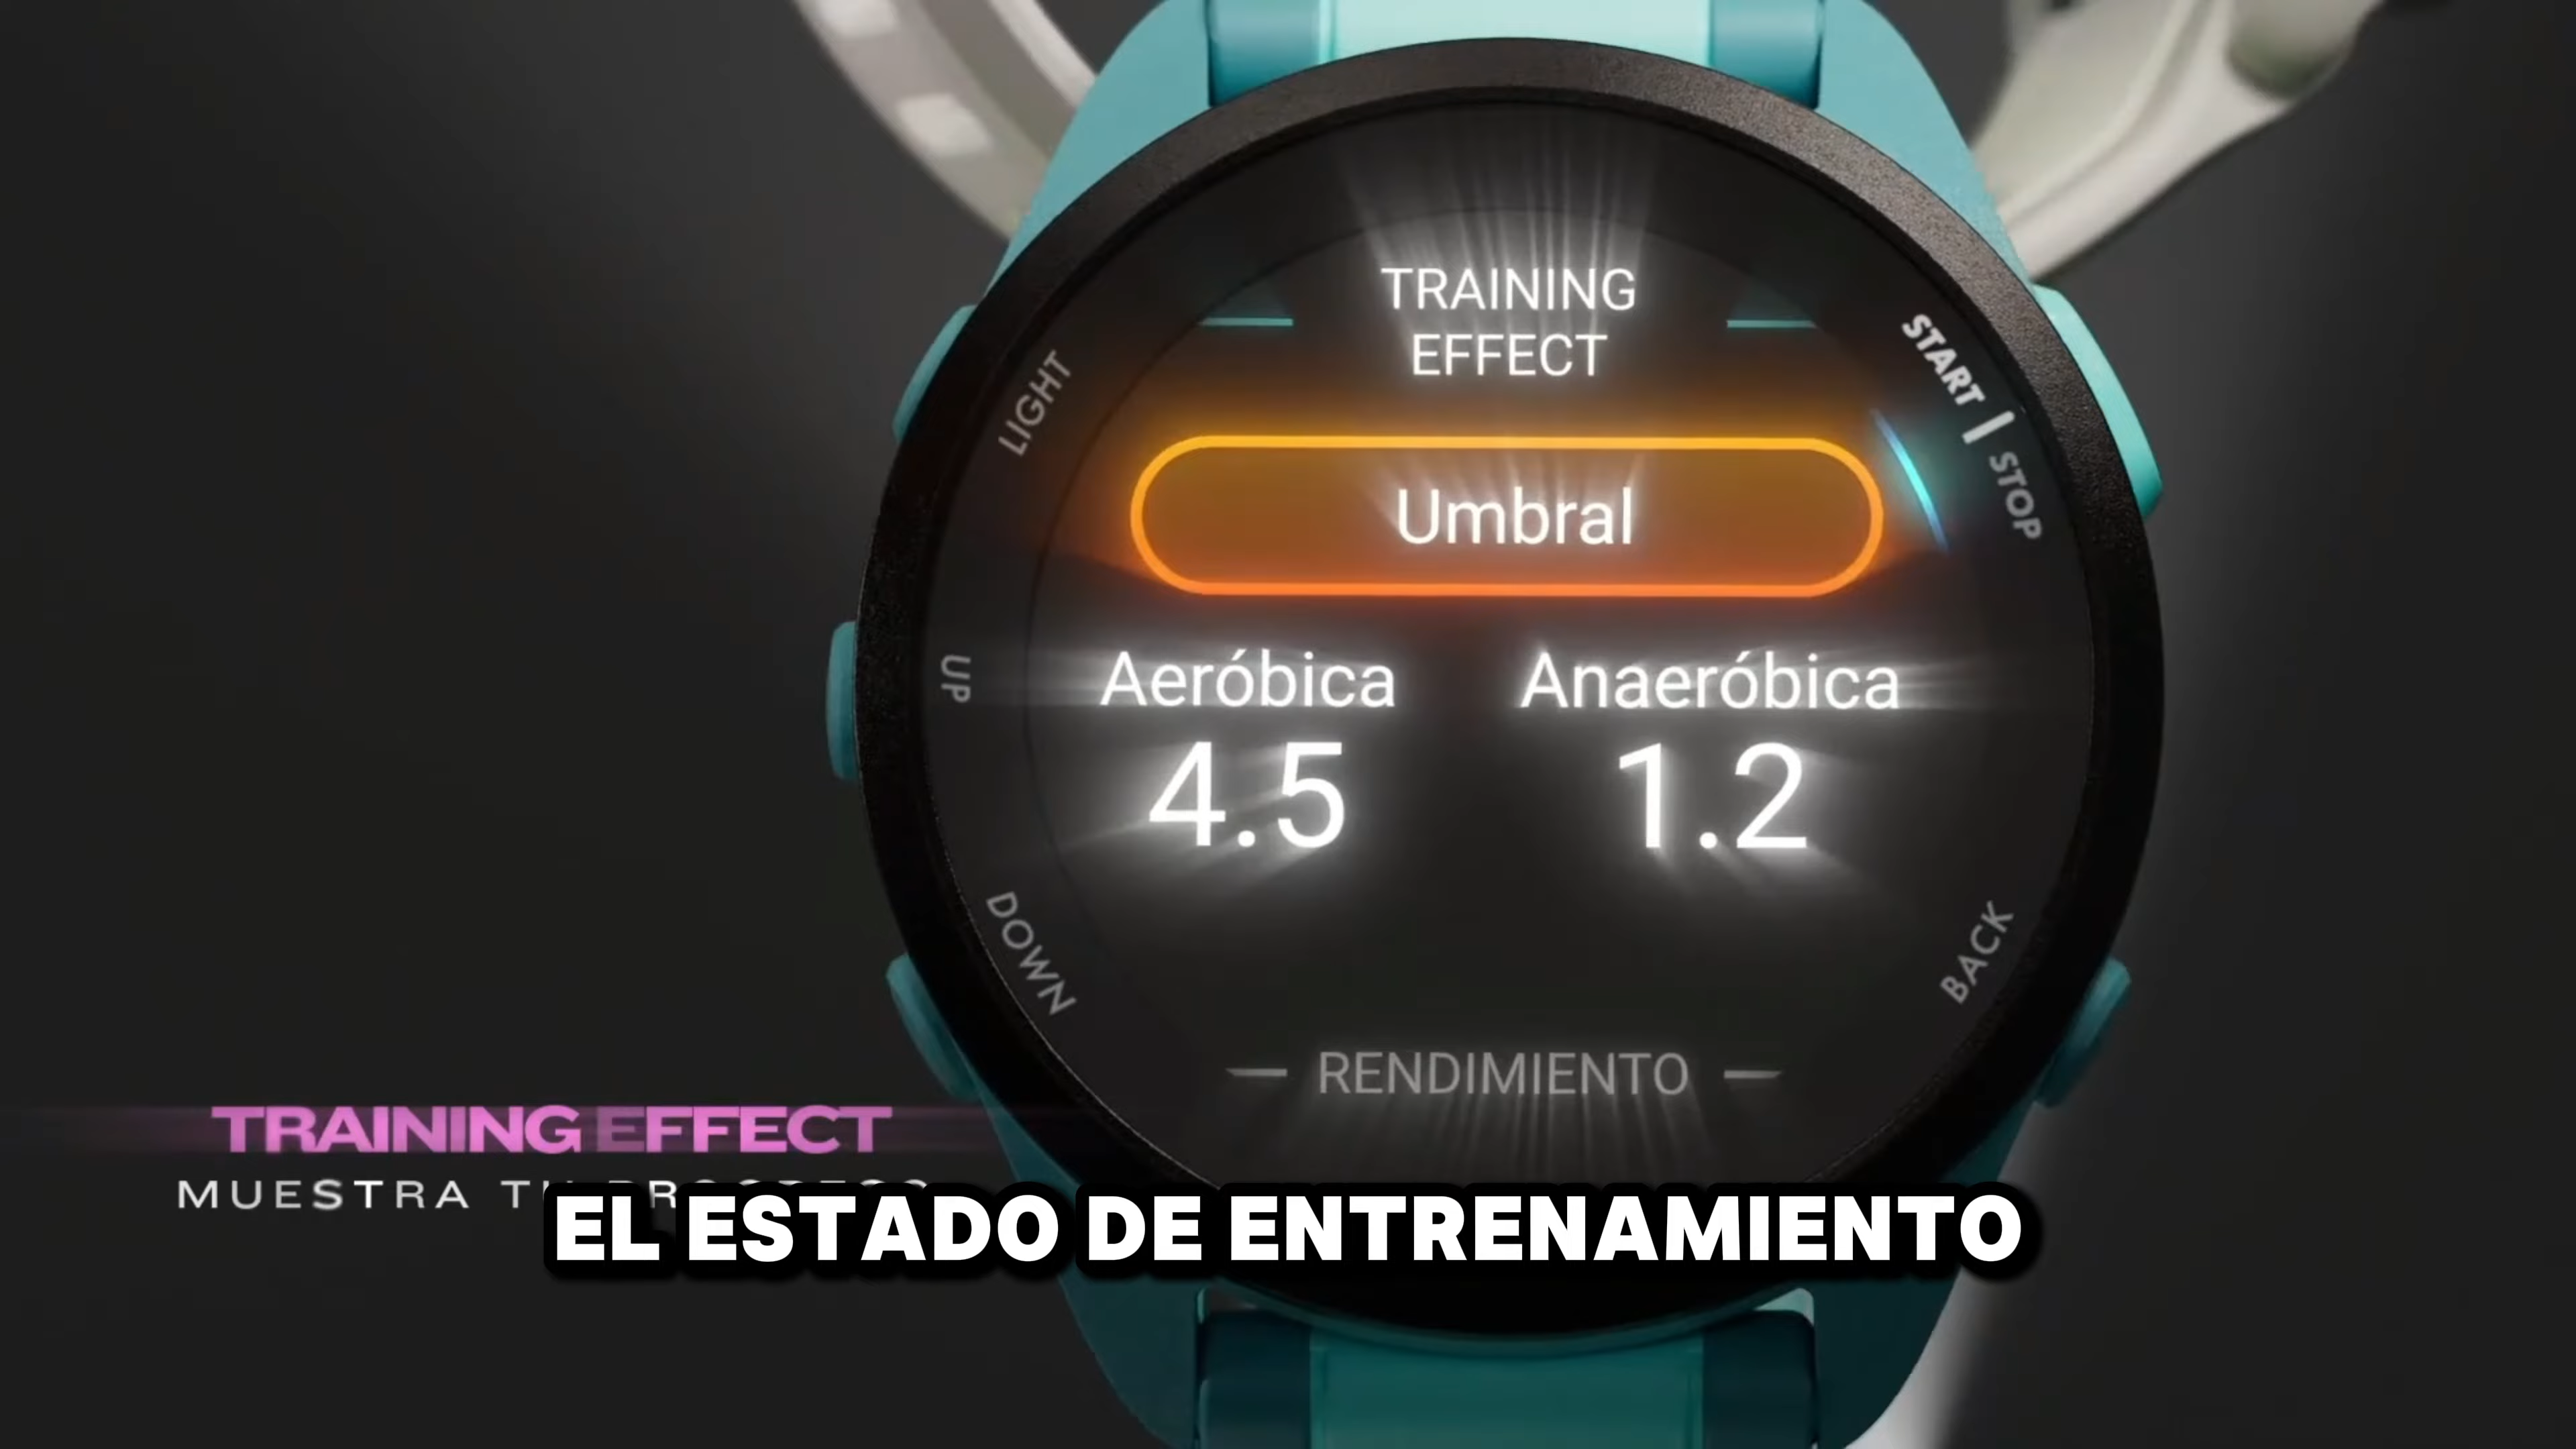 TRAINING
EFFECT
START | STOP
LIGHT
Umbral
Aeróbica Anaeróbica
UP
4.5 1.2
DOWN
BACK
RENDIMIENTO
TRAINING EFFECT
MUESTRA
EL ESTADO DE ENTRENAMIENTO